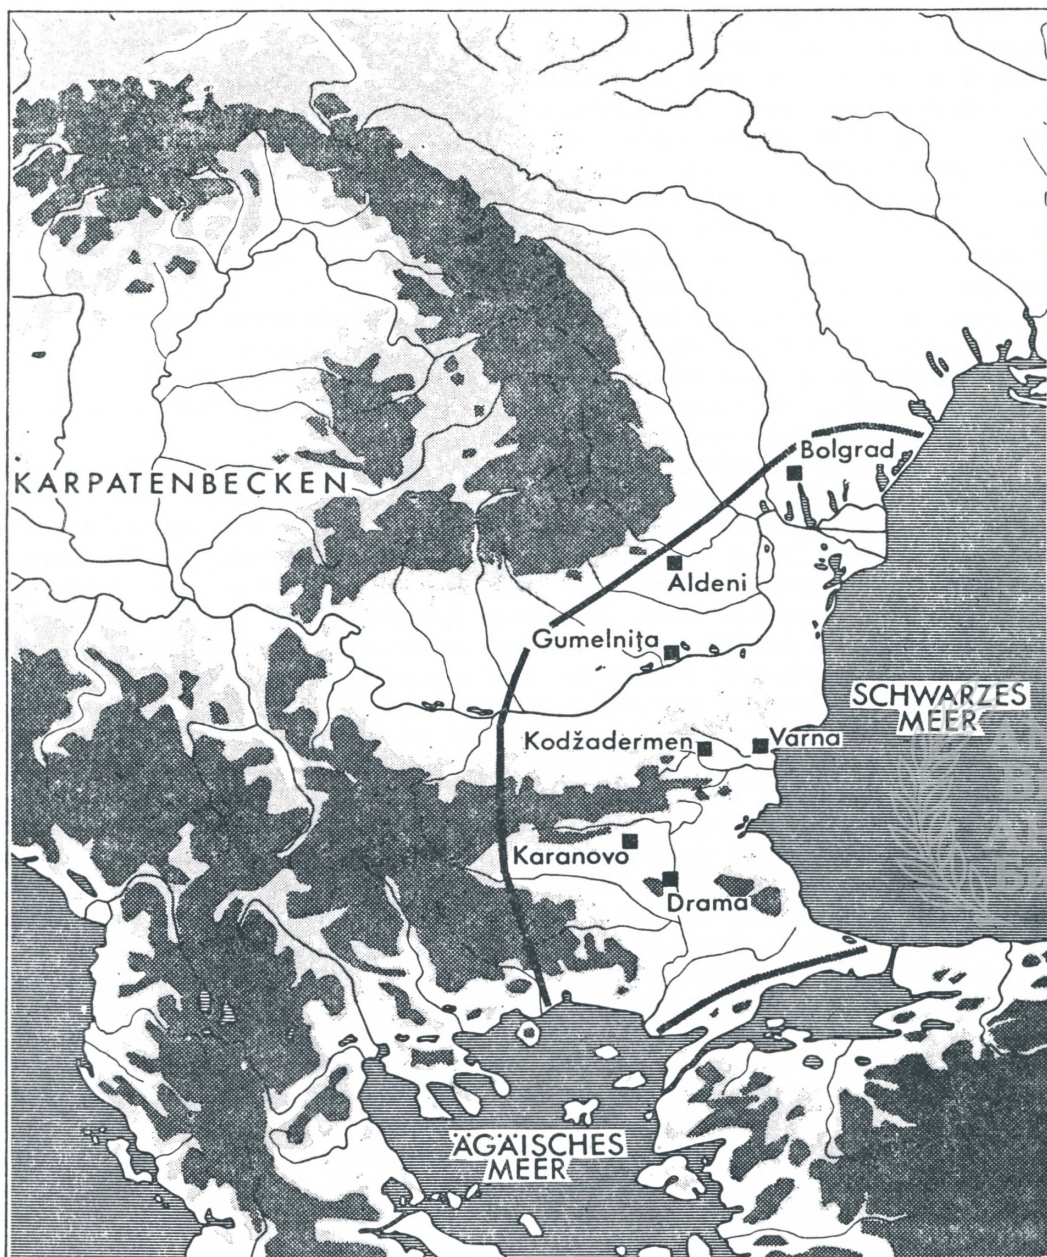 Bolgrad
KARPATENBECKEN
Aldeni
Gumelniţa
SCHWARZES
MEER
Kodžadermen
Varna
Karanovo
Drama
ÄGÄISCHES
MEER